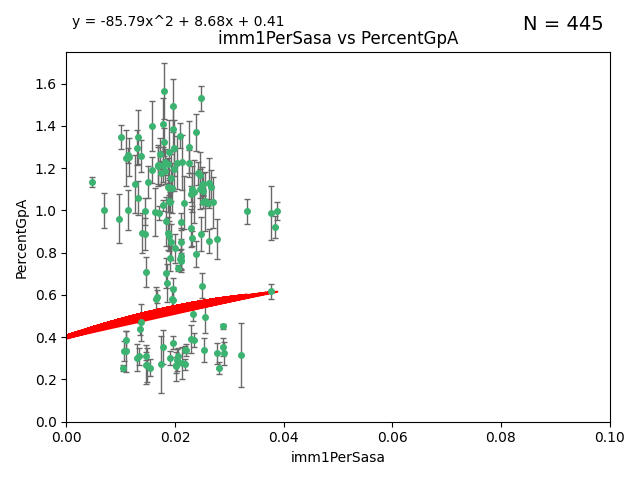 y = -85.79x^2 + 8.68x + 0.41
N = 445
imm1PerSasa vs PercentGpA
PercentGpA
1.6
1.4
1.2
1.0
0.8
0.6
0.4
0.2
0.0
0.00 0.02 0.04 0.06 0.08 0.10
imm1PerSasa